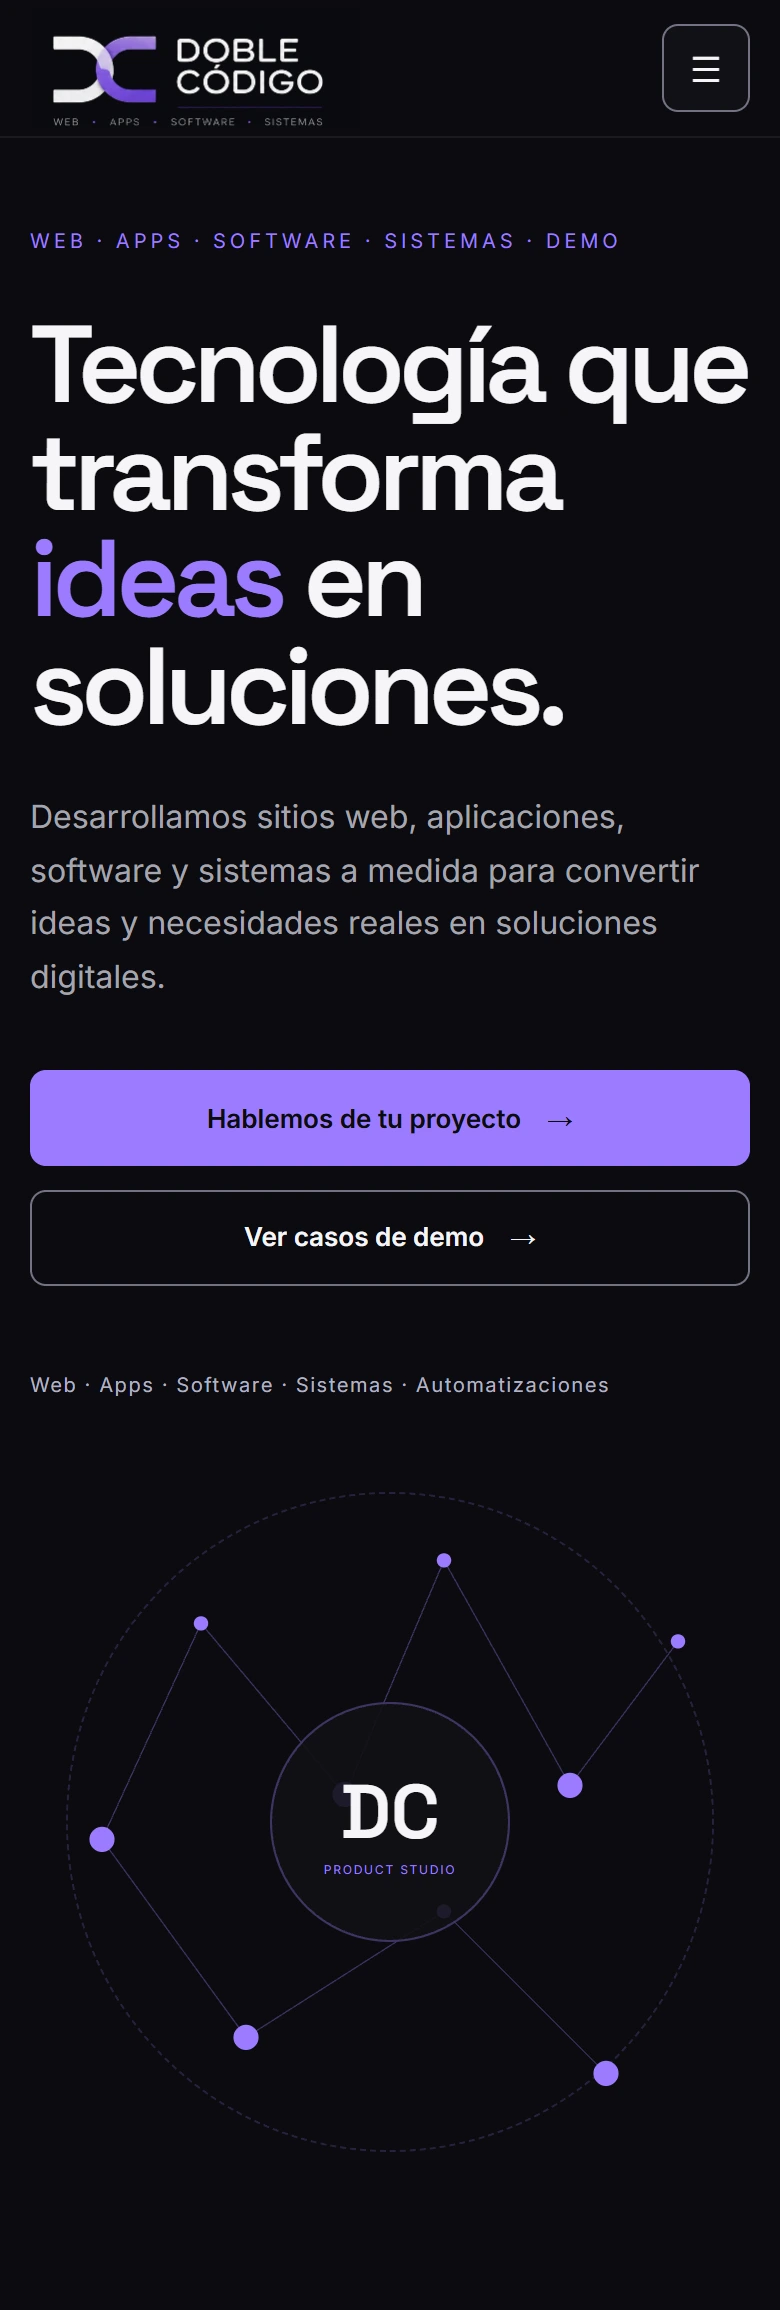 DOBLE
CÓDIGO
WEB · APPS · SOFTWARE · SISTEMAS
WEB · APPS · SOFTWARE · SISTEMAS · DEMO
Tecnología que
transforma
ideas en
soluciones.
Desarrollamos sitios web, aplicaciones,
software y sistemas a medida para convertir
ideas y necesidades reales en soluciones
digitales.
Hablemos de tu proyecto →
Ver casos de demo →
Web · Apps · Software · Sistemas · Automatizaciones
DC
PRODUCT STUDIO